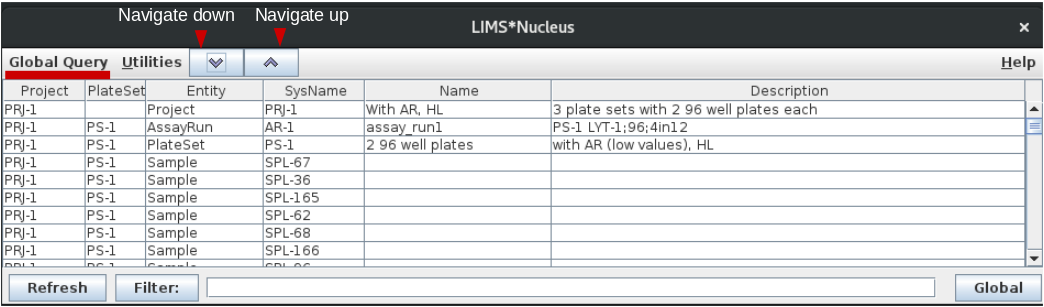 Navigate down Navigate up
LIMS*Nucleus ×
Global Query Utilities Help
Project PlateSet Entity SysName Name Description
PRJ-1 Project PRJ-1 With AR, HL 3 plate sets with 2 96 well plates each
PRJ-1 PS-1 AssayRun AR-1 assay_run1 PS-1 LYT-1;96;4in12
PRJ-1 PS-1 PlateSet PS-1 2 96 well plates with AR (low values), HL
PRJ-1 PS-1 Sample SPL-67
PRJ-1 PS-1 Sample SPL-36
PRJ-1 PS-1 Sample SPL-165
PRJ-1 PS-1 Sample SPL-62
PRJ-1 PS-1 Sample SPL-68
PRJ-1 PS-1 Sample SPL-166
Refresh Filter: Global